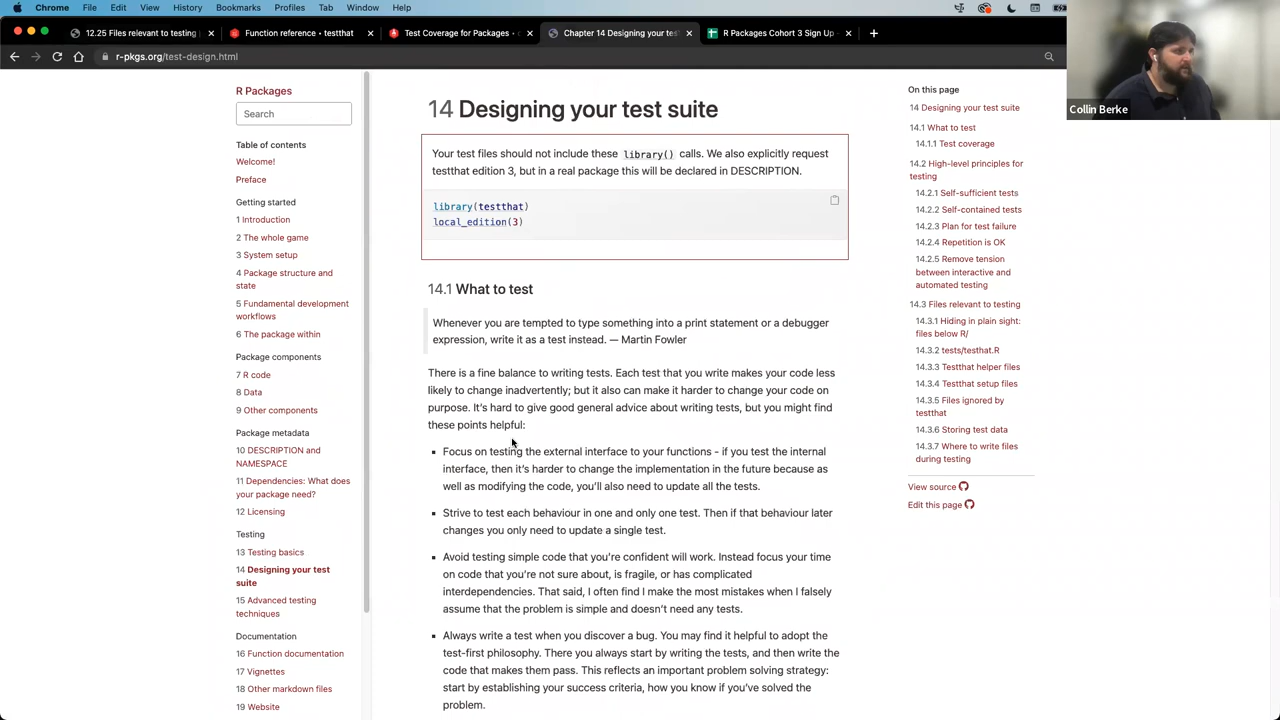 Chrome File Edit View History Bookmarks Profiles Tab Window Help
12.25 Files relevant to testing
Function reference • testthat
Test Coverage for Packages •
Chapter 14 Designing your tes
R Packages Cohort 3 Sign Up -
r-pkgs.org/test-design.html
Collin Berke
R Packages
Search
Table of contents
Welcome!
Preface
Getting started
1 Introduction
2 The whole game
3 System setup
4 Package structure and
state
5 Fundamental development
workflows
6 The package within
Package components
7 R code
8 Data
9 Other components
Package metadata
10 DESCRIPTION and
NAMESPACE
11 Dependencies: What does
your package need?
12 Licensing
Testing
13 Testing basics
14 Designing your test
suite
15 Advanced testing
techniques
Documentation
16 Function documentation
17 Vignettes
18 Other markdown files
19 Website
14 Designing your test suite
Your test files should not include these library() calls. We also explicitly request
testthat edition 3, but in a real package this will be declared in DESCRIPTION.
library(testthat)
local_edition(3)
14.1 What to test
Whenever you are tempted to type something into a print statement or a debugger
expression, write it as a test instead. — Martin Fowler
There is a fine balance to writing tests. Each test that you write makes your code less
likely to change inadvertently; but it also can make it harder to change your code on
purpose. It's hard to give good general advice about writing tests, but you might find
these points helpful:
▪ Focus on testing the external interface to your functions - if you test the internal
interface, then it's harder to change the implementation in the future because as
well as modifying the code, you'll also need to update all the tests.
▪ Strive to test each behaviour in one and only one test. Then if that behaviour later
changes you only need to update a single test.
▪ Avoid testing simple code that you're confident will work. Instead focus your time
on code that you're not sure about, is fragile, or has complicated
interdependencies. That said, I often find I make the most mistakes when I falsely
assume that the problem is simple and doesn't need any tests.
▪ Always write a test when you discover a bug. You may find it helpful to adopt the
test-first philosophy. There you always start by writing the tests, and then write the
code that makes them pass. This reflects an important problem solving strategy:
start by establishing your success criteria, how you know if you've solved the
problem.
On this page
14 Designing your test suite
14.1 What to test
14.1.1 Test coverage
14.2 High-level principles for
testing
14.2.1 Self-sufficient tests
14.2.2 Self-contained tests
14.2.3 Plan for test failure
14.2.4 Repetition is OK
14.2.5 Remove tension
between interactive and
automated testing
14.3 Files relevant to testing
14.3.1 Hiding in plain sight:
files below R/
14.3.2 tests/testthat.R
14.3.3 Testthat helper files
14.3.4 Testthat setup files
14.3.5 Files ignored by
testthat
14.3.6 Storing test data
14.3.7 Where to write files
during testing
View source
Edit this page